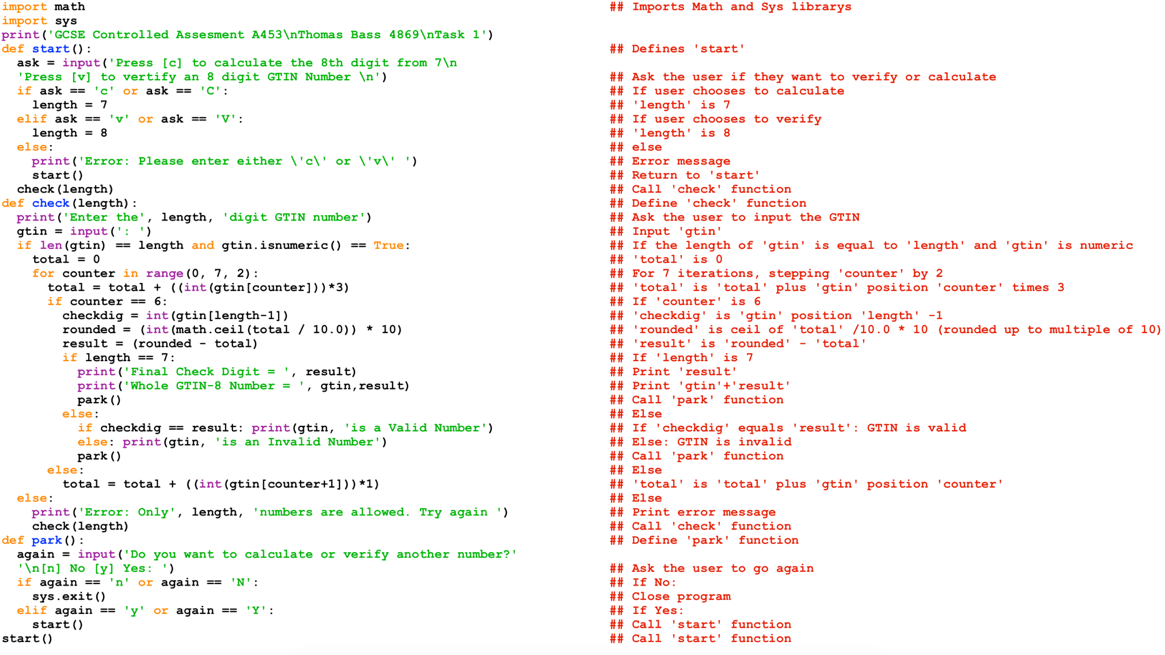 import math ## Imports Math and Sys librarys
import sys
print('GCSE Controlled Assesment A453\nThomas Bass 4869\nTask 1')
def start(): ## Defines 'start'
  ask = input('Press [c] to calculate the 8th digit from 7\n
  'Press [v] to vertify an 8 digit GTIN Number \n') ## Ask the user if they want to verify or calculate
  if ask == 'c' or ask == 'C': ## If user chooses to calculate
    length = 7 ## 'length' is 7
  elif ask == 'v' or ask == 'V': ## If user chooses to verify
    length = 8 ## 'length' is 8
  else: ## else
    print('Error: Please enter either \'c\' or \'v\' ') ## Error message
    start() ## Return to 'start'
  check(length) ## Call 'check' function
def check(length): ## Define 'check' function
  print('Enter the', length, 'digit GTIN number') ## Ask the user to input the GTIN
  gtin = input(': ') ## Input 'gtin'
  if len(gtin) == length and gtin.isnumeric() == True: ## If the length of 'gtin' is equal to 'length' and 'gtin' is numeric
    total = 0 ## 'total' is 0
    for counter in range(0, 7, 2): ## For 7 iterations, stepping 'counter' by 2
      total = total + ((int(gtin[counter]))*3) ## 'total' is 'total' plus 'gtin' position 'counter' times 3
      if counter == 6: ## If 'counter' is 6
        checkdig = int(gtin[length-1]) ## 'checkdig' is 'gtin' position 'length' -1
        rounded = (int(math.ceil(total / 10.0)) * 10) ## 'rounded' is ceil of 'total' /10.0 * 10 (rounded up to multiple of 10)
        result = (rounded - total) ## 'result' is 'rounded' - 'total'
        if length == 7: ## If 'length' is 7
          print('Final Check Digit = ', result) ## Print 'result'
          print('Whole GTIN-8 Number = ', gtin,result) ## Print 'gtin'+'result'
          park() ## Call 'park' function
        else: ## Else
          if checkdig == result: print(gtin, 'is a Valid Number') ## If 'checkdig' equals 'result': GTIN is valid
          else: print(gtin, 'is an Invalid Number') ## Else: GTIN is invalid
          park() ## Call 'park' function
      else: ## Else
        total = total + ((int(gtin[counter+1]))*1) ## 'total' is 'total' plus 'gtin' position 'counter'
  else: ## Else
    print('Error: Only', length, 'numbers are allowed. Try again ') ## Print error message
    check(length) ## Call 'check' function
def park(): ## Define 'park' function
  again = input('Do you want to calculate or verify another number?'
  '\n[n] No [y] Yes: ') ## Ask the user to go again
  if again == 'n' or again == 'N': ## If No:
    sys.exit() ## Close program
  elif again == 'y' or again == 'Y': ## If Yes:
    start() ## Call 'start' function
start() ## Call 'start' function